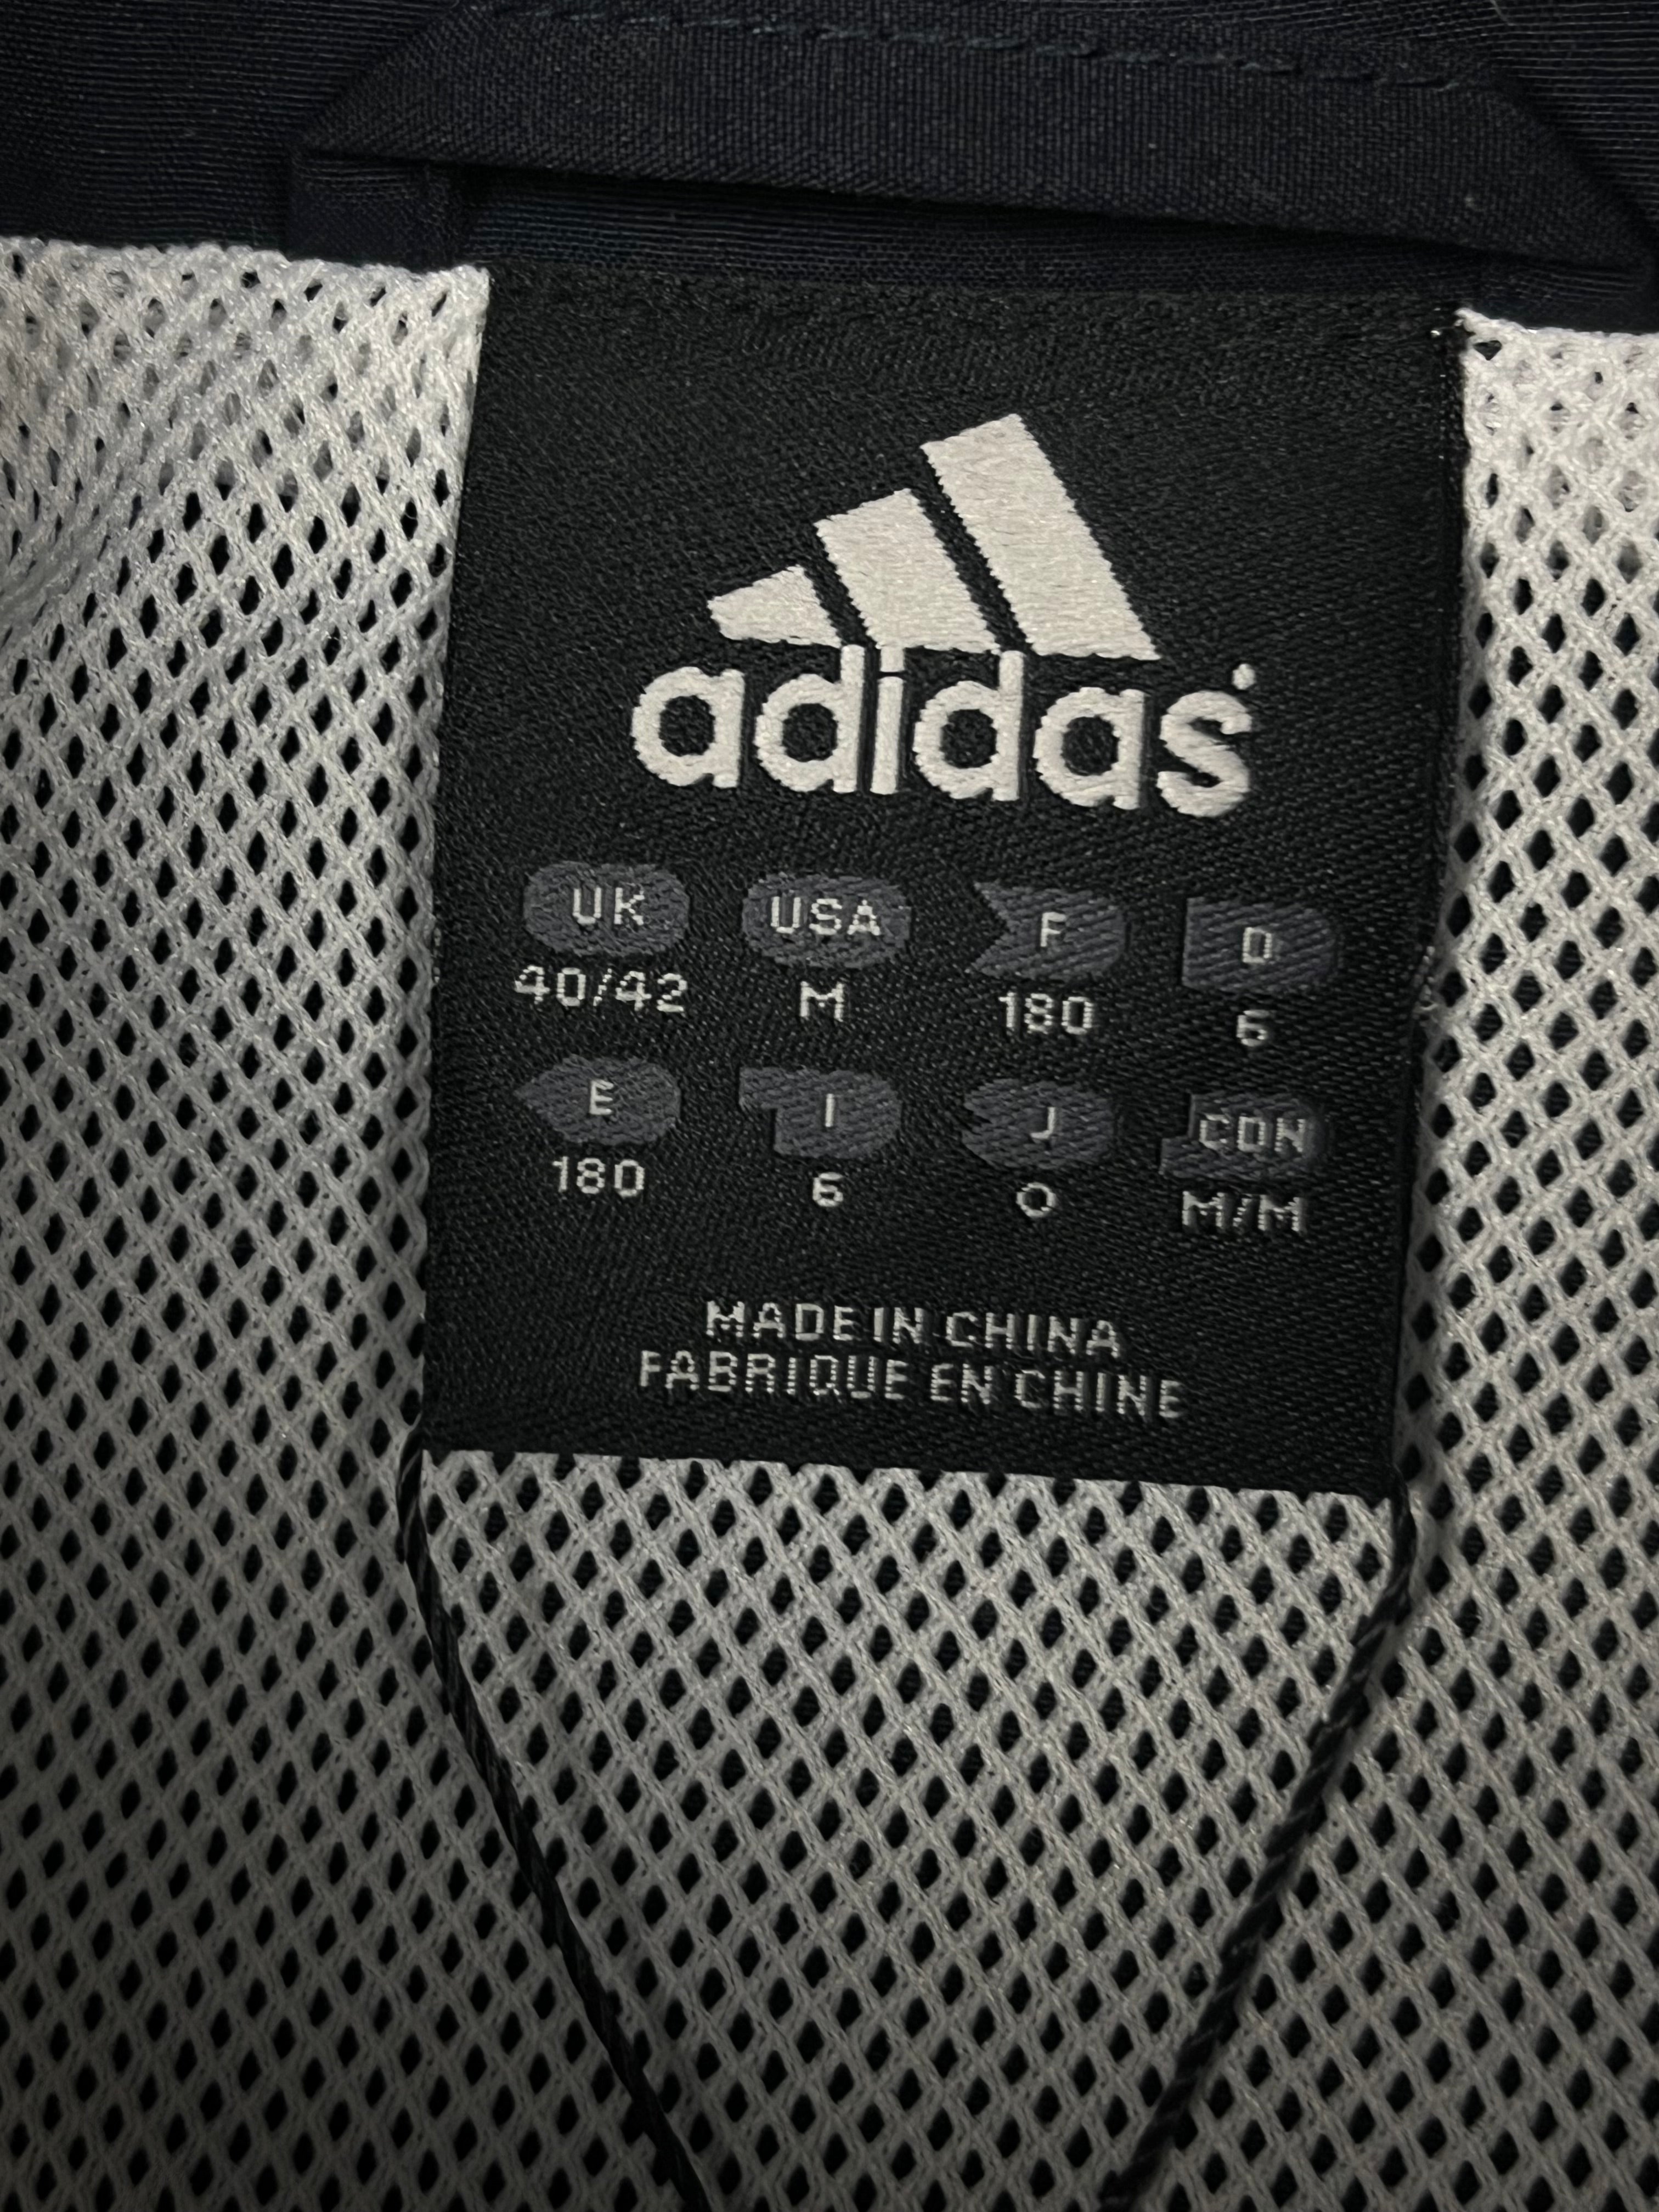 adidas
UK USA F D
40/42 M 180 6
E I J CDN
180 6 O M/M
MADE IN CHINA
FABRIQUE EN CHINE